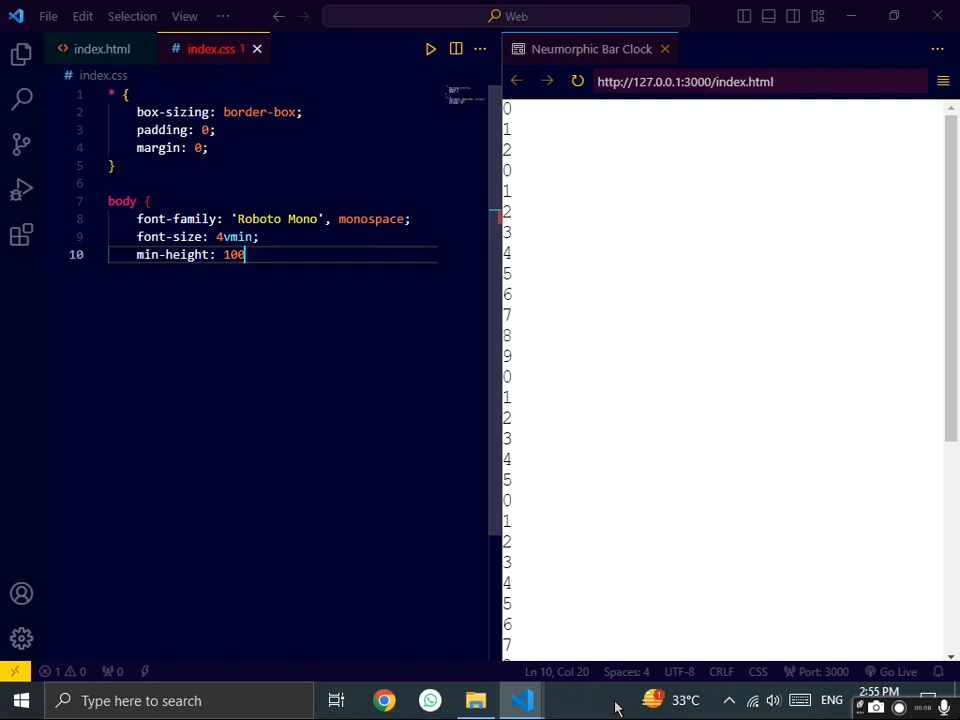 File Edit Selection View ··· Web
index.html # index.css 1 ···
Neumorphic Bar Clock ···
# index.css
http://127.0.0.1:3000/index.html
1 * {
2 box-sizing: border-box;
3 padding: 0;
4 margin: 0;
5 }
6
7 body {
8 font-family: 'Roboto Mono', monospace;
9 font-size: 4vmin;
10 min-height: 100
0
1
2
0
1
2
3
4
5
6
7
8
9
0
1
2
3
4
5
0
1
2
3
4
5
6
7
1 0 0 Ln 10, Col 20 Spaces: 4 UTF-8 CRLF CSS Port: 3000 Go Live
Type here to search 1 33°C ENG 2:55 PM